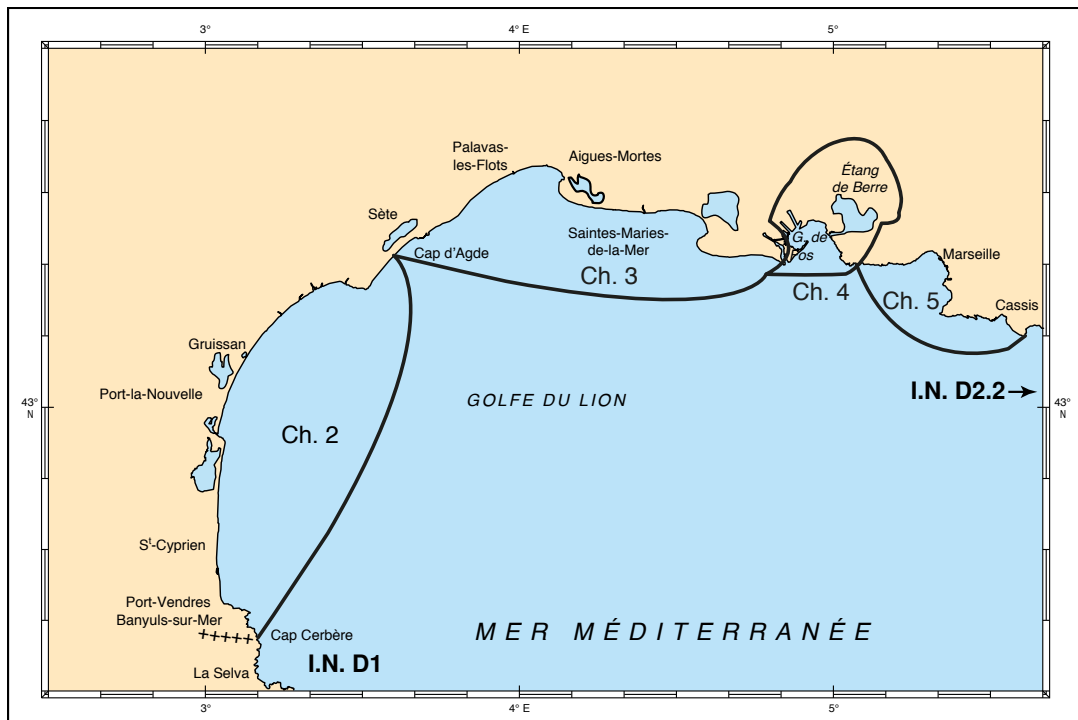 3°
4° E
5°
Palavas-
les-Flots
Aigues-Mortes
Étang
de Berre
Sète
Saintes-Maries-
de-la-Mer
G. de
Fos
Cap d'Agde
Marseille
Ch. 3
Ch. 4
Ch. 5
Cassis
Gruissan
Port-la-Nouvelle
I.N. D2.2
43°
N
43°
N
GOLFE DU LION
Ch. 2
St-Cyprien
Port-Vendres
Banyuls-sur-Mer
Cap Cerbère
MER MÉDITERRANÉE
I.N. D1
La Selva
3°
4° E
5°